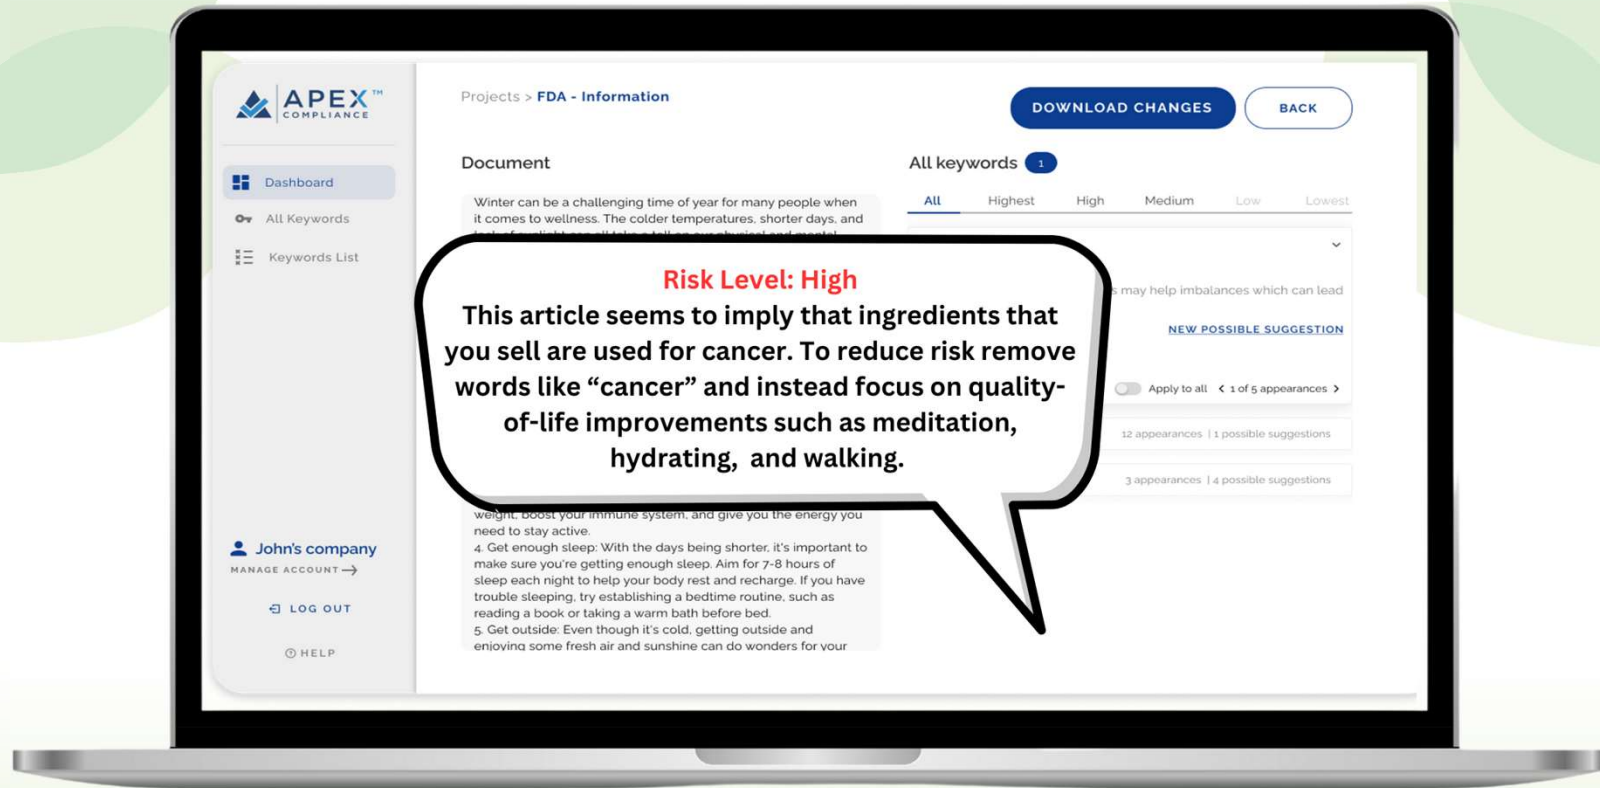 APEX™
COMPLIANCE
Dashboard
All Keywords
Keywords List
John's company
MANAGE ACCOUNT
LOG OUT
HELP
Projects > FDA - Information
DOWNLOAD CHANGES
BACK
Document
Winter can be a challenging time of year for many people when
it comes to wellness. The colder temperatures, shorter days, and
Risk Level: High
This article seems to imply that ingredients that
you sell are used for cancer. To reduce risk remove
words like “cancer” and instead focus on quality-
of-life improvements such as meditation,
hydrating, and walking.
weight, boost your immune system, and give you the energy you
need to stay active.
4. Get enough sleep: With the days being shorter, it's important to
make sure you're getting enough sleep. Aim for 7-8 hours of
sleep each night to help your body rest and recharge. If you have
trouble sleeping, try establishing a bedtime routine, such as
reading a book or taking a warm bath before bed.
5. Get outside: Even though it's cold, getting outside and
enjoying some fresh air and sunshine can do wonders for your
All keywords 1
All Highest High Medium Low Lowest
may help imbalances which can lead
NEW POSSIBLE SUGGESTION
Apply to all < 1 of 5 appearances >
12 appearances | 1 possible suggestions
3 appearances | 4 possible suggestions